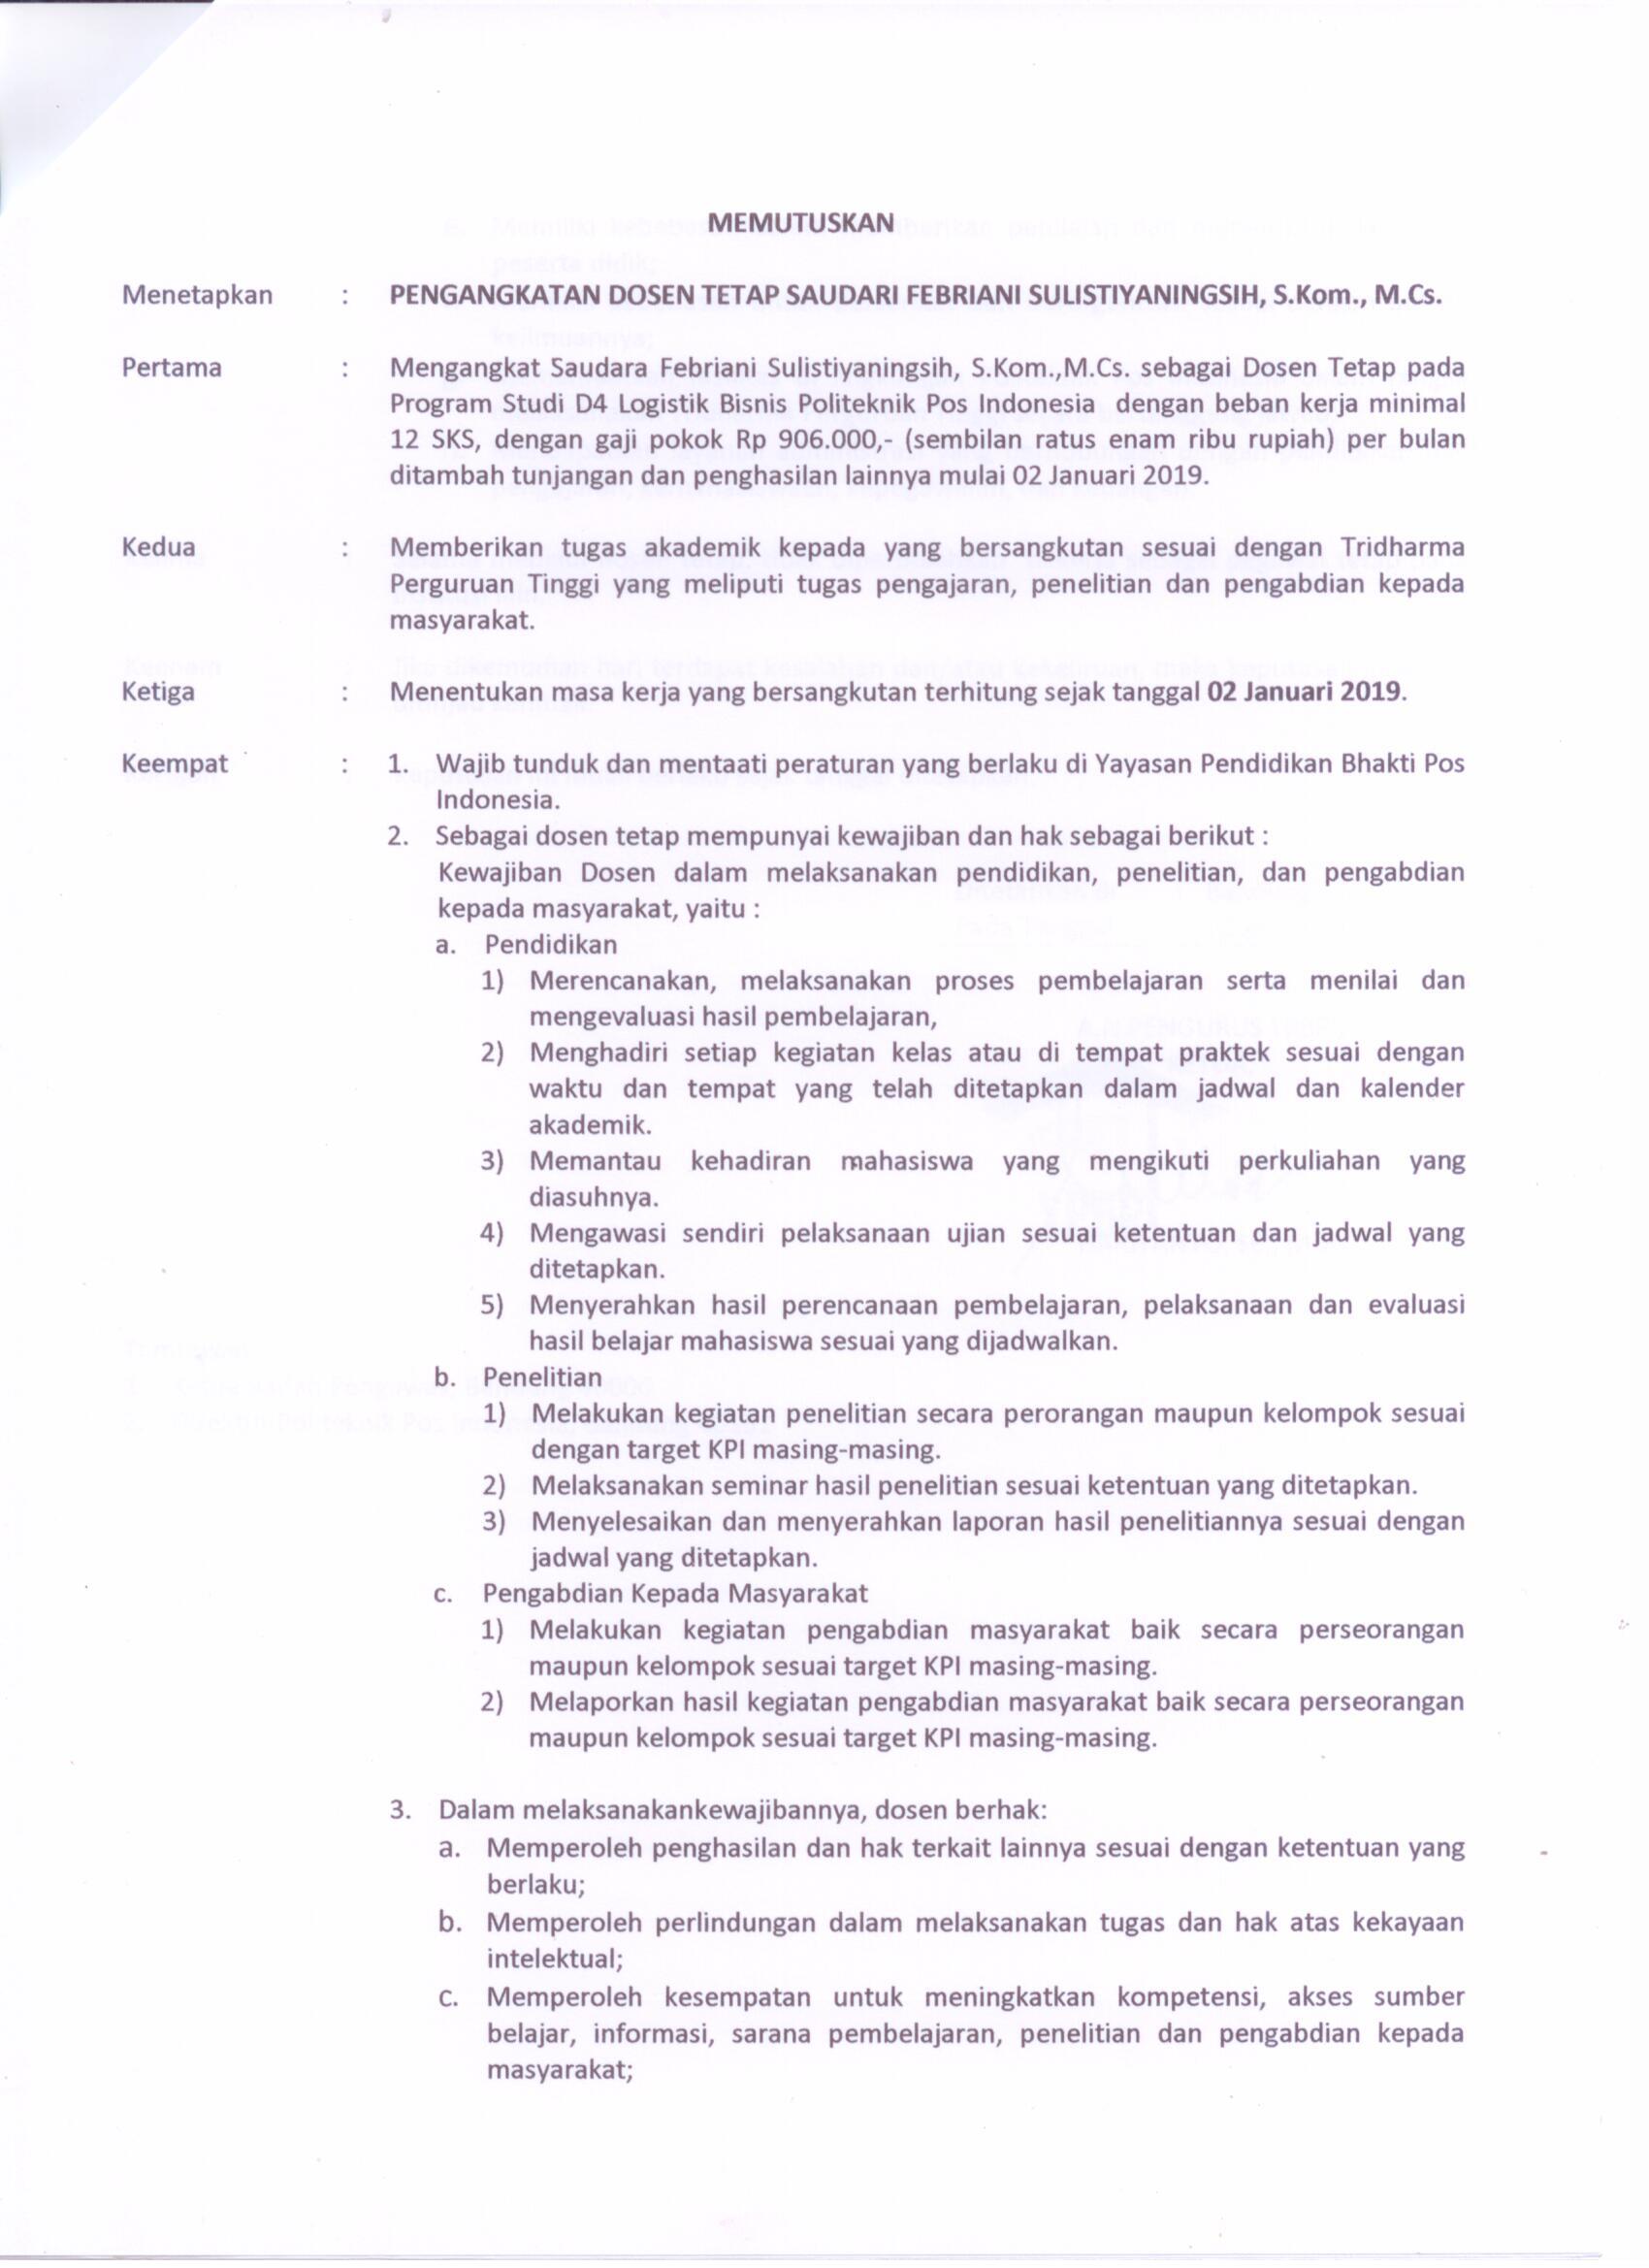 MEMUTUSKAN
Menetapkan : PENGANGKATAN DOSEN TETAP SAUDARI FEBRIANI SULISTIYANINGSIH, S.Kom., M.Cs.
Pertama : Mengangkat Saudara Febriani Sulistiyaningsih, S.Kom.,M.Cs. sebagai Dosen Tetap pada
Program Studi D4 Logistik Bisnis Politeknik Pos Indonesia dengan beban kerja minimal
12 SKS, dengan gaji pokok Rp 906.000,- (sembilan ratus enam ribu rupiah) per bulan
ditambah tunjangan dan penghasilan lainnya mulai 02 Januari 2019.
Kedua : Memberikan tugas akademik kepada yang bersangkutan sesuai dengan Tridharma
Perguruan Tinggi yang meliputi tugas pengajaran, penelitian dan pengabdian kepada
masyarakat.
Ketiga : Menentukan masa kerja yang bersangkutan terhitung sejak tanggal 02 Januari 2019.
Keempat : 1. Wajib tunduk dan mentaati peraturan yang berlaku di Yayasan Pendidikan Bhakti Pos
Indonesia.
2. Sebagai dosen tetap mempunyai kewajiban dan hak sebagai berikut :
Kewajiban Dosen dalam melaksanakan pendidikan, penelitian, dan pengabdian
kepada masyarakat, yaitu :
a. Pendidikan
1) Merencanakan, melaksanakan proses pembelajaran serta menilai dan
mengevaluasi hasil pembelajaran,
2) Menghadiri setiap kegiatan kelas atau di tempat praktek sesuai dengan
waktu dan tempat yang telah ditetapkan dalam jadwal dan kalender
akademik.
3) Memantau kehadiran mahasiswa yang mengikuti perkuliahan yang
diasuhnya.
4) Mengawasi sendiri pelaksanaan ujian sesuai ketentuan dan jadwal yang
ditetapkan.
5) Menyerahkan hasil perencanaan pembelajaran, pelaksanaan dan evaluasi
hasil belajar mahasiswa sesuai yang dijadwalkan.
b. Penelitian
1) Melakukan kegiatan penelitian secara perorangan maupun kelompok sesuai
dengan target KPI masing-masing.
2) Melaksanakan seminar hasil penelitian sesuai ketentuan yang ditetapkan.
3) Menyelesaikan dan menyerahkan laporan hasil penelitiannya sesuai dengan
jadwal yang ditetapkan.
c. Pengabdian Kepada Masyarakat
1) Melakukan kegiatan pengabdian masyarakat baik secara perseorangan
maupun kelompok sesuai target KPI masing-masing.
2) Melaporkan hasil kegiatan pengabdian masyarakat baik secara perseorangan
maupun kelompok sesuai target KPI masing-masing.
3. Dalam melaksanakankewajibannya, dosen berhak:
a. Memperoleh penghasilan dan hak terkait lainnya sesuai dengan ketentuan yang
berlaku;
b. Memperoleh perlindungan dalam melaksanakan tugas dan hak atas kekayaan
intelektual;
c. Memperoleh kesempatan untuk meningkatkan kompetensi, akses sumber
belajar, informasi, sarana pembelajaran, penelitian dan pengabdian kepada
masyarakat;